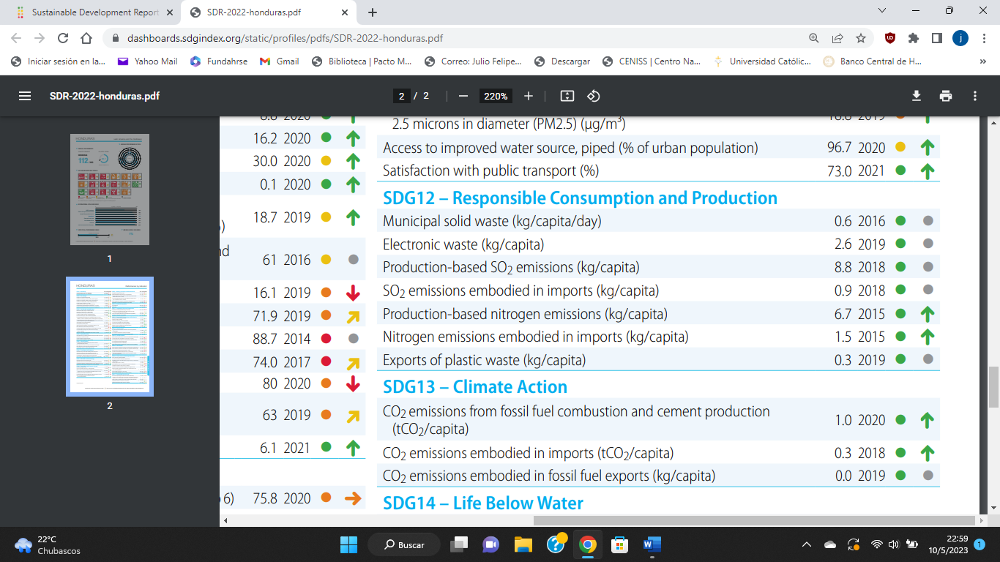 Sustainable Development Report
SDR-2022-honduras.pdf
dashboards.sdgindex.org/static/profiles/pdfs/SDR-2022-honduras.pdf
j
Iniciar sesión en la...
Yahoo Mail
Fundahrse
Gmail
Biblioteca | Pacto M...
Correo: Julio Felipe...
Descargar
CENISS | Centro Na...
Universidad Católic...
Banco Central de H...
»
SDR-2022-honduras.pdf
2 / 2
220%
1
2
16.2 2020
30.0 2020
0.1 2020
18.7 2019
)
nd
61 2016
16.1 2019
71.9 2019
88.7 2014
74.0 2017
80 2020
63 2019
6.1 2021
6) 75.8 2020
2.5 microns in diameter (PM2.5) (μg/m³)
Access to improved water source, piped (% of urban population) 96.7 2020
Satisfaction with public transport (%) 73.0 2021
SDG12 – Responsible Consumption and Production
Municipal solid waste (kg/capita/day) 0.6 2016
Electronic waste (kg/capita) 2.6 2019
Production-based SO₂ emissions (kg/capita) 8.8 2018
SO₂ emissions embodied in imports (kg/capita) 0.9 2018
Production-based nitrogen emissions (kg/capita) 6.7 2015
Nitrogen emissions embodied in imports (kg/capita) 1.5 2015
Exports of plastic waste (kg/capita) 0.3 2019
SDG13 – Climate Action
CO₂ emissions from fossil fuel combustion and cement production
(tCO₂/capita) 1.0 2020
CO₂ emissions embodied in imports (tCO₂/capita) 0.3 2018
CO₂ emissions embodied in fossil fuel exports (kg/capita) 0.0 2019
SDG14 – Life Below Water
22°C
Chubascos
Buscar
22:59
10/5/2023
1